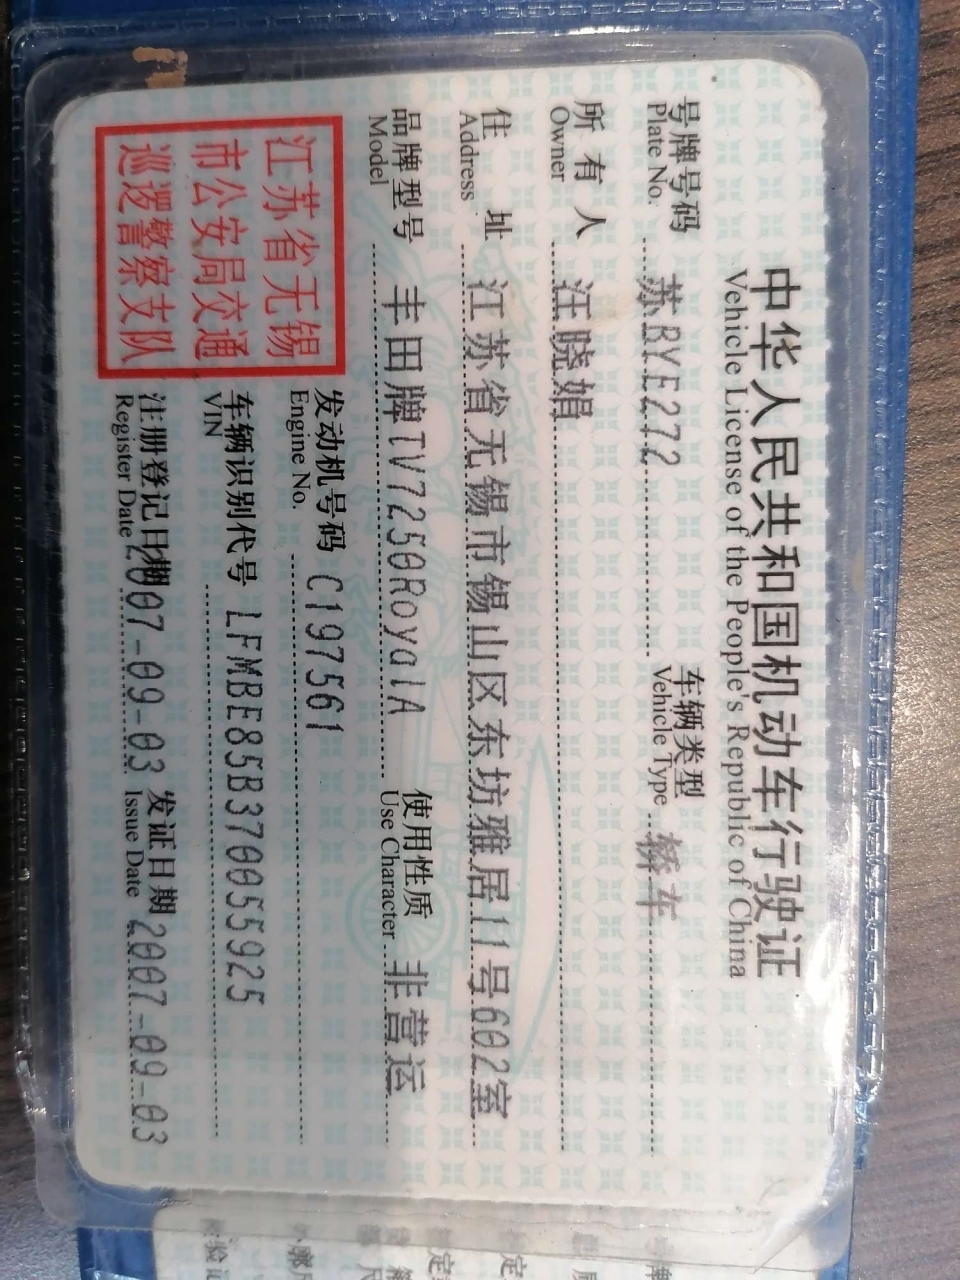 中华人民共和国机动车行驶证
Vehicle License of the People's Republic of China
号牌号码 苏BYE272 车辆类型 轿车
Plate No. Vehicle Type
所有人 汪晓娟
Owner
住址 江苏省无锡市锡山区东坊雅居11号602室
Address
品牌型号 丰田牌TV7250RoyalA 使用性质 非营运
Model Use Character
江苏省无锡
市公安局交通
巡逻警察支队
发动机号码 C197561
Engine No.
车辆识别代号 LFMBE85B370055925
VIN
注册登记日期 2007-09-03 发证日期 2007-09-03
Register Date Issue Date